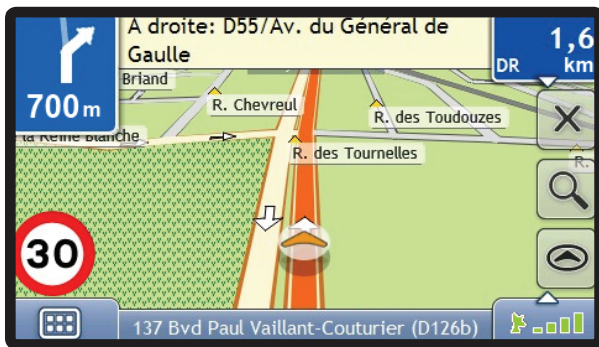 A droite: D55/Av. du Général de
Gaulle
1,6
DR km
700 m
Briand
R. Chevreul
R. des Toudouzes
la Reine Blanche
R. des Tournelles
R.
30
137 Bvd Paul Vaillant-Couturier (D126b)